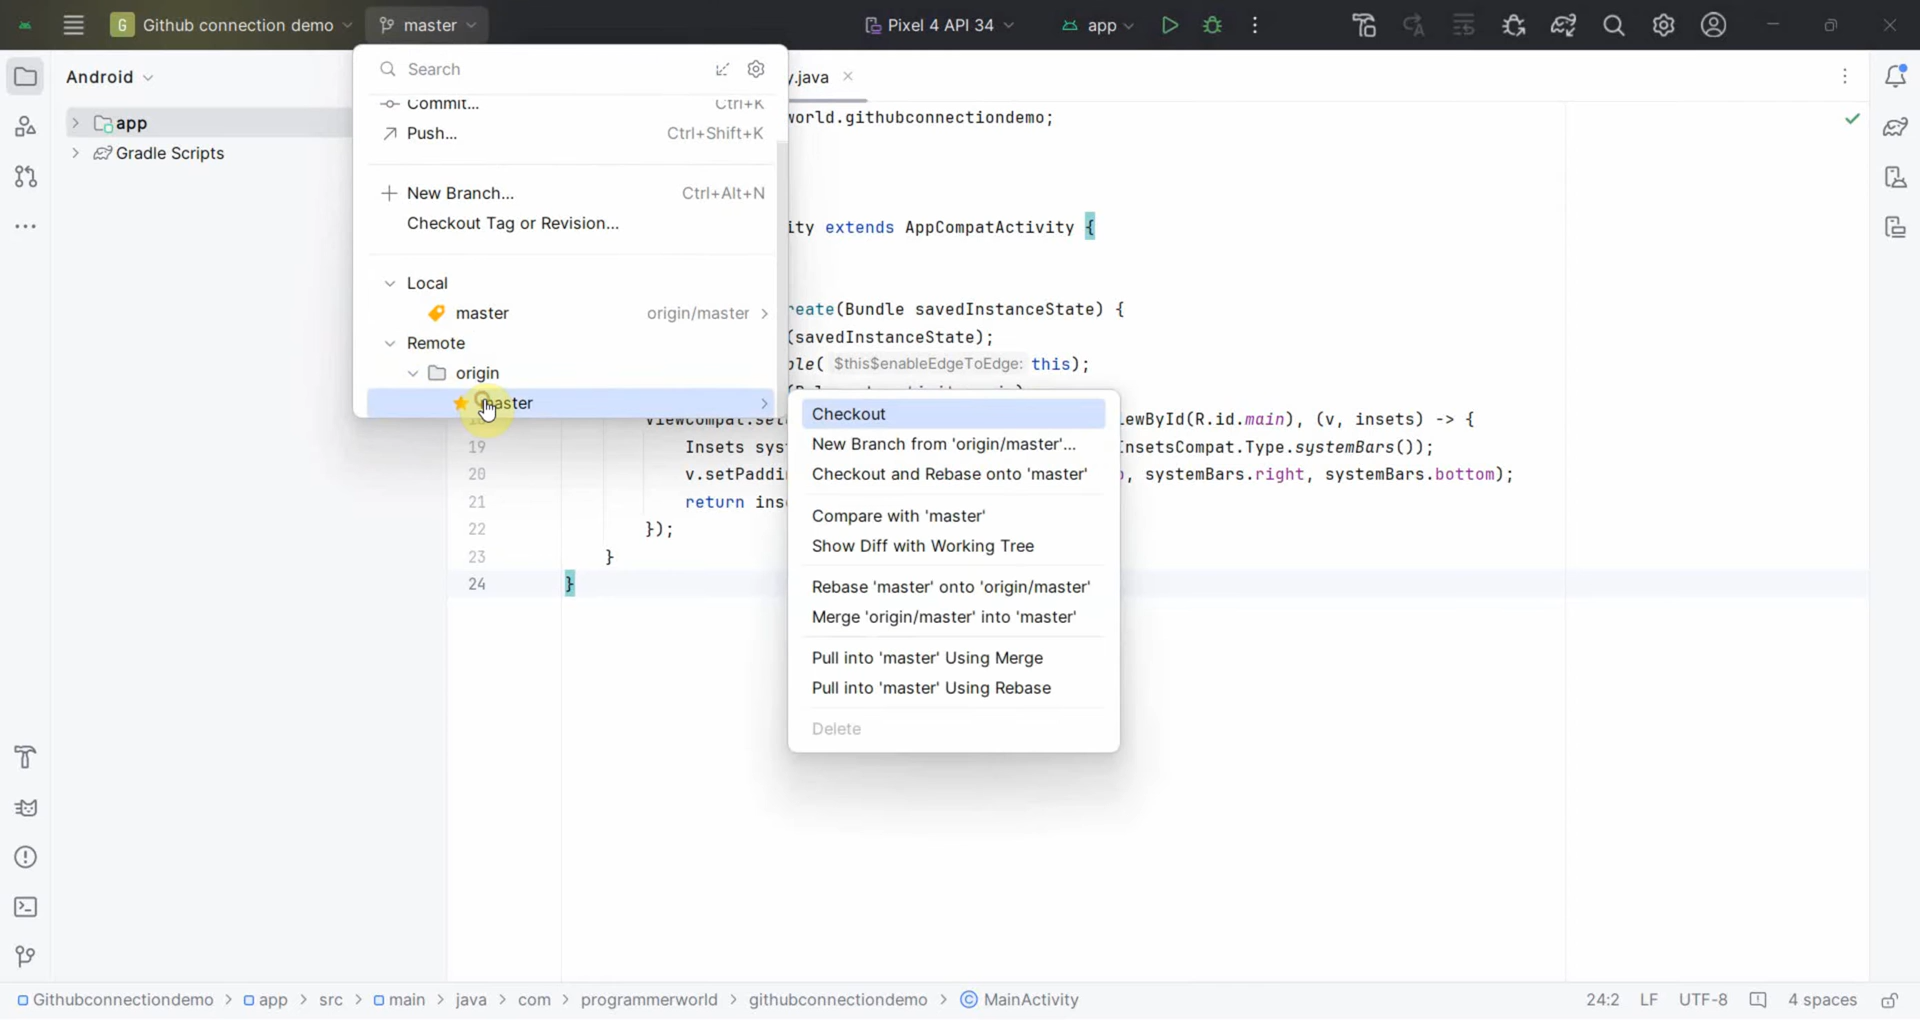 G Github connection demo master Pixel 4 API 34 app
Android
Search
.java
Commit... Ctrl+K
Push... Ctrl+Shift+K
New Branch... Ctrl+Alt+N
Checkout Tag or Revision...
Local
master origin/master
Remote
origin
master
app
Gradle Scripts
world.githubconnectiondemo;
ity extends AppCompatActivity {
reate(Bundle savedInstanceState) {
(savedInstanceState);
ble( $this$enableEdgeToEdge: this);
ewById(R.id.main), (v, insets) -> {
19 Insets sys nsetsCompat.Type.systemBars());
20 v.setPaddi , systemBars.right, systemBars.bottom);
21 return ins
22 });
23 }
24 }
Checkout
New Branch from 'origin/master'...
Checkout and Rebase onto 'master'
Compare with 'master'
Show Diff with Working Tree
Rebase 'master' onto 'origin/master'
Merge 'origin/master' into 'master'
Pull into 'master' Using Merge
Pull into 'master' Using Rebase
Delete
Githubconnectiondemo > app > src > main > java > com > programmerworld > githubconnectiondemo > MainActivity 24:2 LF UTF-8 4 spaces